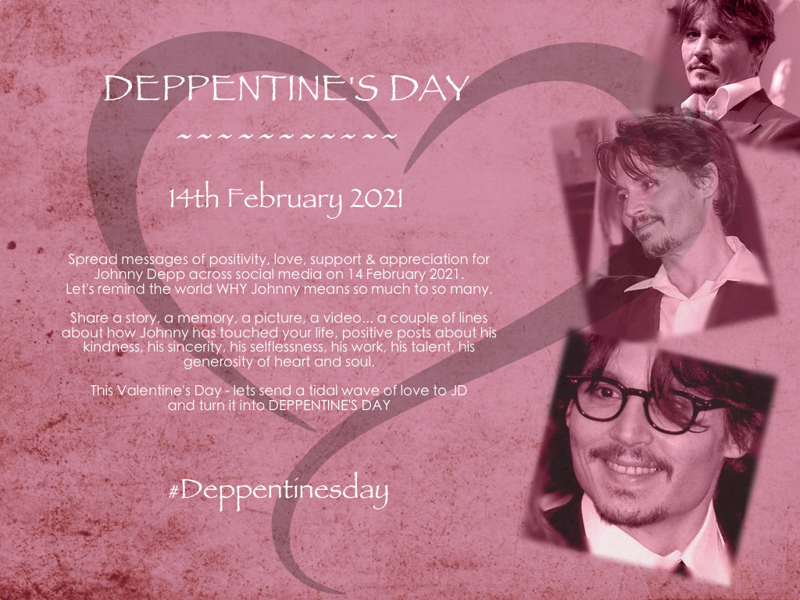 DEPPENTINE'S DAY
~~~~~~~~~~~
14th February 2021
Spread messages of positivity, love, support & appreciation for
Johnny Depp across social media on 14 February 2021.
Let's remind the world WHY Johnny means so much to so many.
Share a story, a memory, a picture, a video... a couple of lines
about how Johnny has touched your life, positive posts about his
kindness, his sincerity, his selflessness, his work, his talent, his
generosity of heart and soul.
This Valentine's Day - lets send a tidal wave of love to JD
and turn it into DEPPENTINE'S DAY
#Deppentinesday